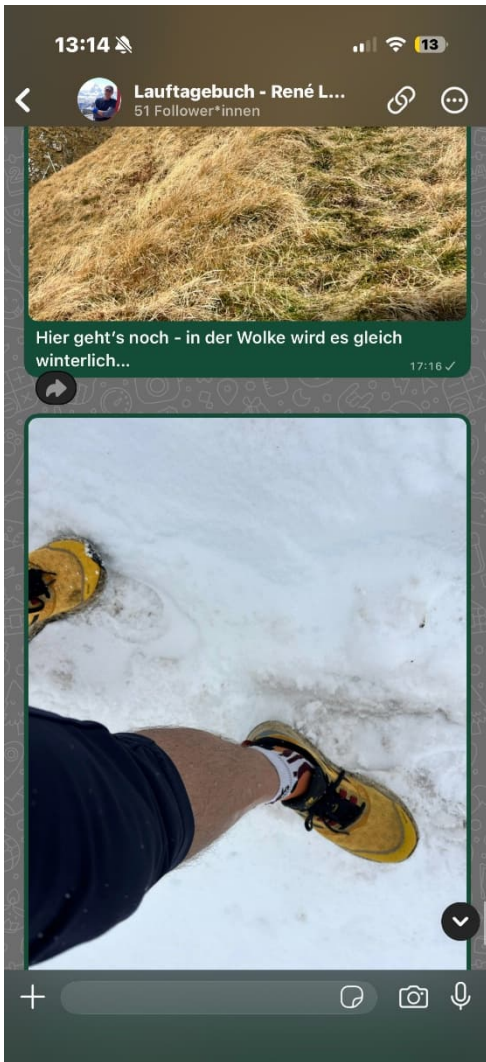 13:14
13
Lauftagebuch - René L...
51 Follower*innen
Hier geht's noch - in der Wolke wird es gleich
winterlich...
17:16